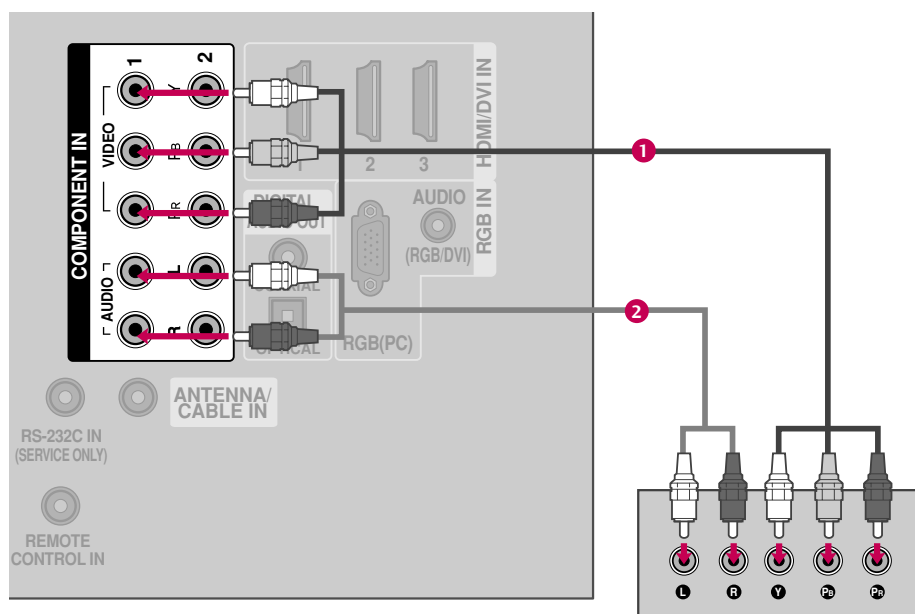 COMPONENT IN
1
2
VIDEO
Y
PB
PR
AUDIO
L
R
1
2
3
HDMI/DVI IN
DIGITAL
OUT
OPTICAL
RGB(PC)
AUDIO
(RGB/DVI)
RGB IN
ANTENNA/
CABLE IN
RS-232C IN
(SERVICE ONLY)
REMOTE
CONTROL IN
1
2
L
R
Y
PB
PR